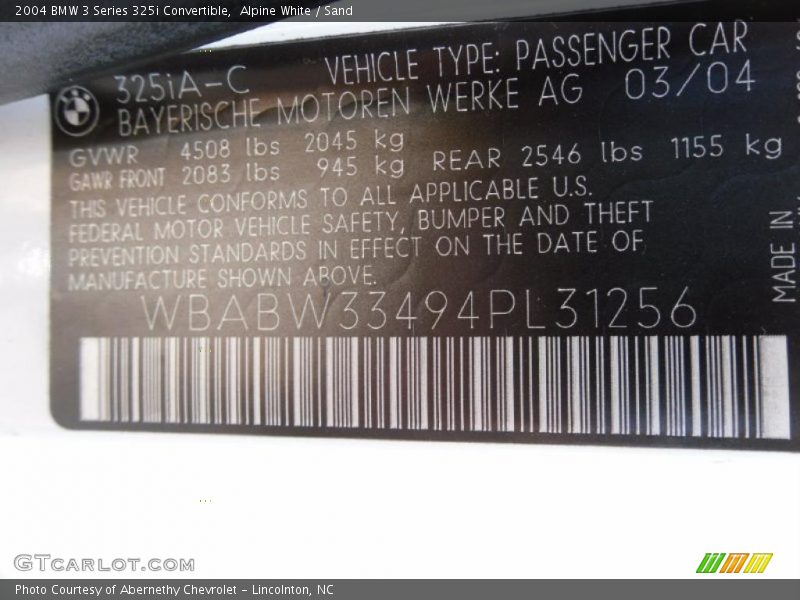 2004 BMW 3 Series 325i Convertible, Alpine White / Sand
325iA-C VEHICLE TYPE: PASSENGER CAR
BAYERISCHE MOTOREN WERKE AG 03/04
GVWR 4508 lbs 2045 kg
GAWR FRONT 2083 lbs 945 kg REAR 2546 lbs 1155 kg
THIS VEHICLE CONFORMS TO ALL APPLICABLE U.S.
FEDERAL MOTOR VEHICLE SAFETY, BUMPER AND THEFT
PREVENTION STANDARDS IN EFFECT ON THE DATE OF
MANUFACTURE SHOWN ABOVE.
WBABW33494PL31256
MADE IN
GTCARLOT.COM
Photo Courtesy of Abernethy Chevrolet – Lincolnton, NC